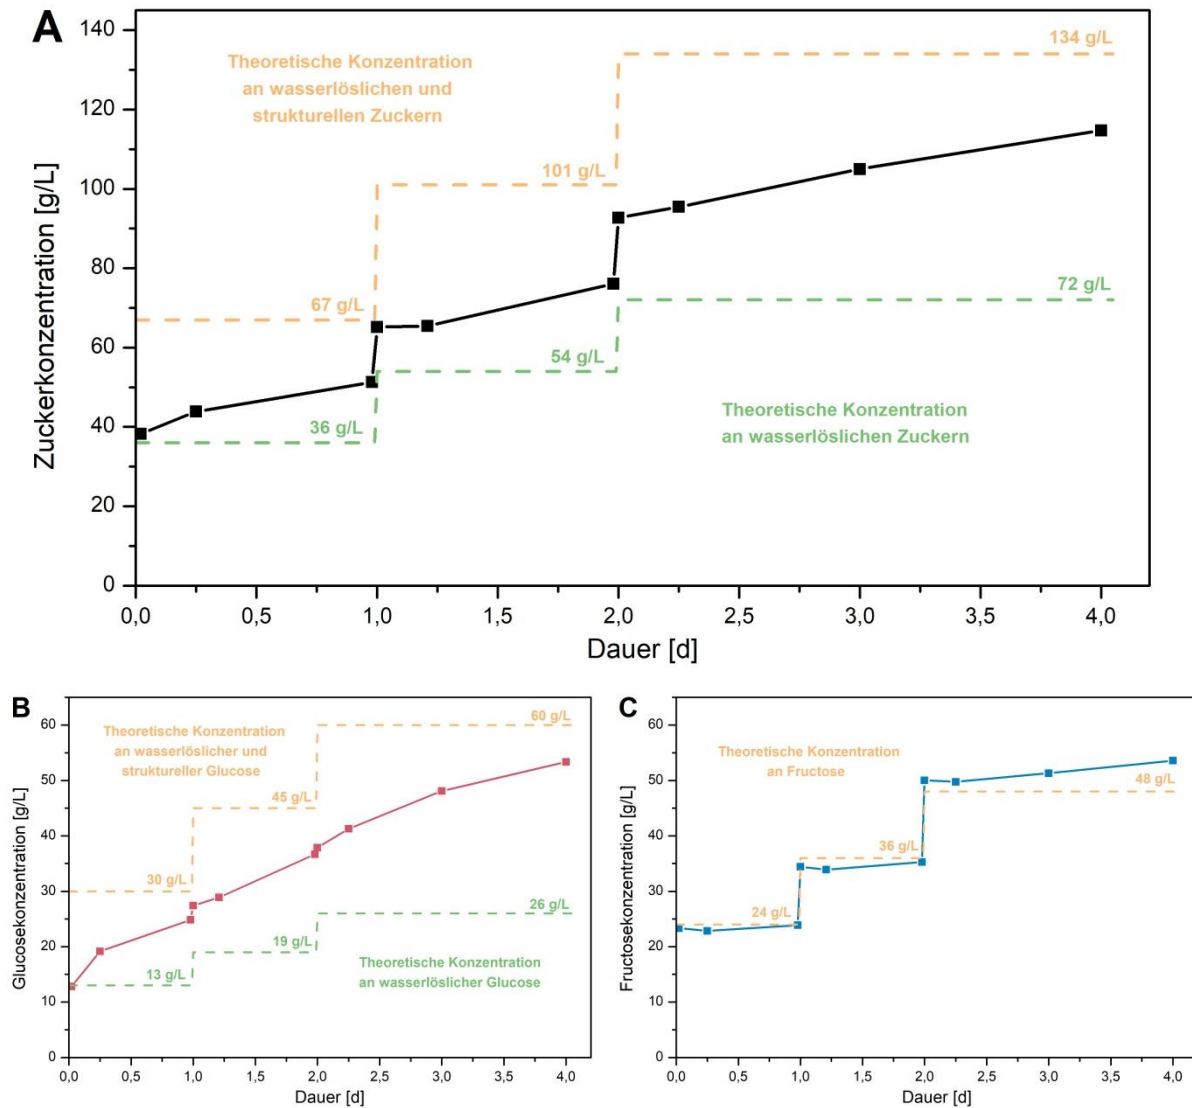 A
140
120
100
80
60
40
20
0
Zuckerkonzentration [g/L]
Theoretische Konzentration
an wasserlöslichen und
strukturellen Zuckern
134 g/L
101 g/L
67 g/L
72 g/L
54 g/L
36 g/L
Theoretische Konzentration
an wasserlöslichen Zuckern
0,0 0,5 1,0 1,5 2,0 2,5 3,0 3,5 4,0
Dauer [d]
B
60
50
40
30
20
10
0
Glucosekonzentration [g/L]
Theoretische Konzentration
an wasserlöslicher und
struktureller Glucose
60 g/L
45 g/L
30 g/L
26 g/L
19 g/L
13 g/L
Theoretische Konzentration
an wasserlöslicher Glucose
0,0 0,5 1,0 1,5 2,0 2,5 3,0 3,5 4,0
Dauer [d]
C
60
50
40
30
20
10
0
Fructosekonzentration [g/L]
Theoretische Konzentration
an Fructose
48 g/L
36 g/L
24 g/L
0,0 0,5 1,0 1,5 2,0 2,5 3,0 3,5 4,0
Dauer [d]